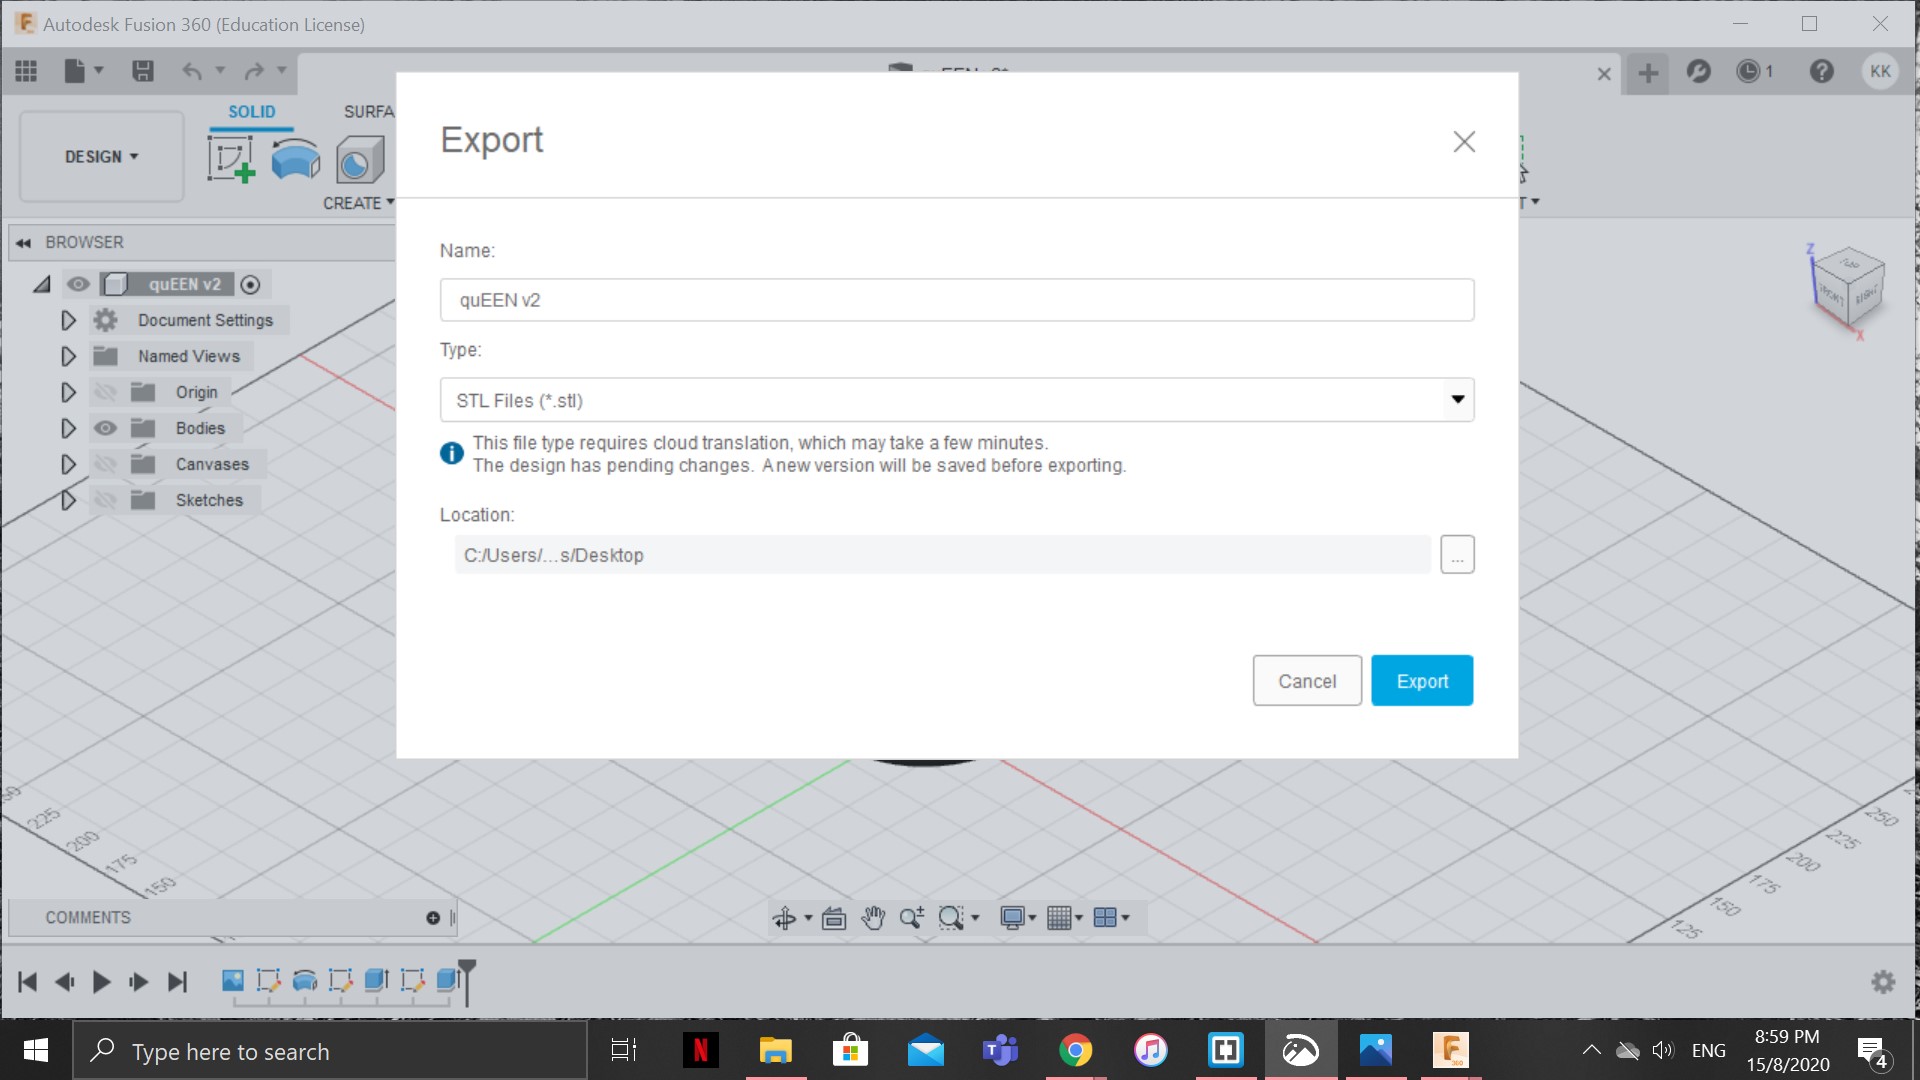 Autodesk Fusion 360 (Education License)
1
KK
DESIGN
SOLID
SURFA
CREATE
BROWSER
quEEN v2
Document Settings
Named Views
Origin
Bodies
Canvases
Sketches
Export
Name:
quEEN v2
Type:
STL Files (*.stl)
This file type requires cloud translation, which may take a few minutes.
The design has pending changes. A new version will be saved before exporting.
Location:
C:/Users/...s/Desktop
...
Cancel
Export
Z
TOP
FRONT
RIGHT
X
225
200
175
150
250
225
200
175
150
125
COMMENTS
Type here to search
ENG
8:59 PM
15/8/2020
4